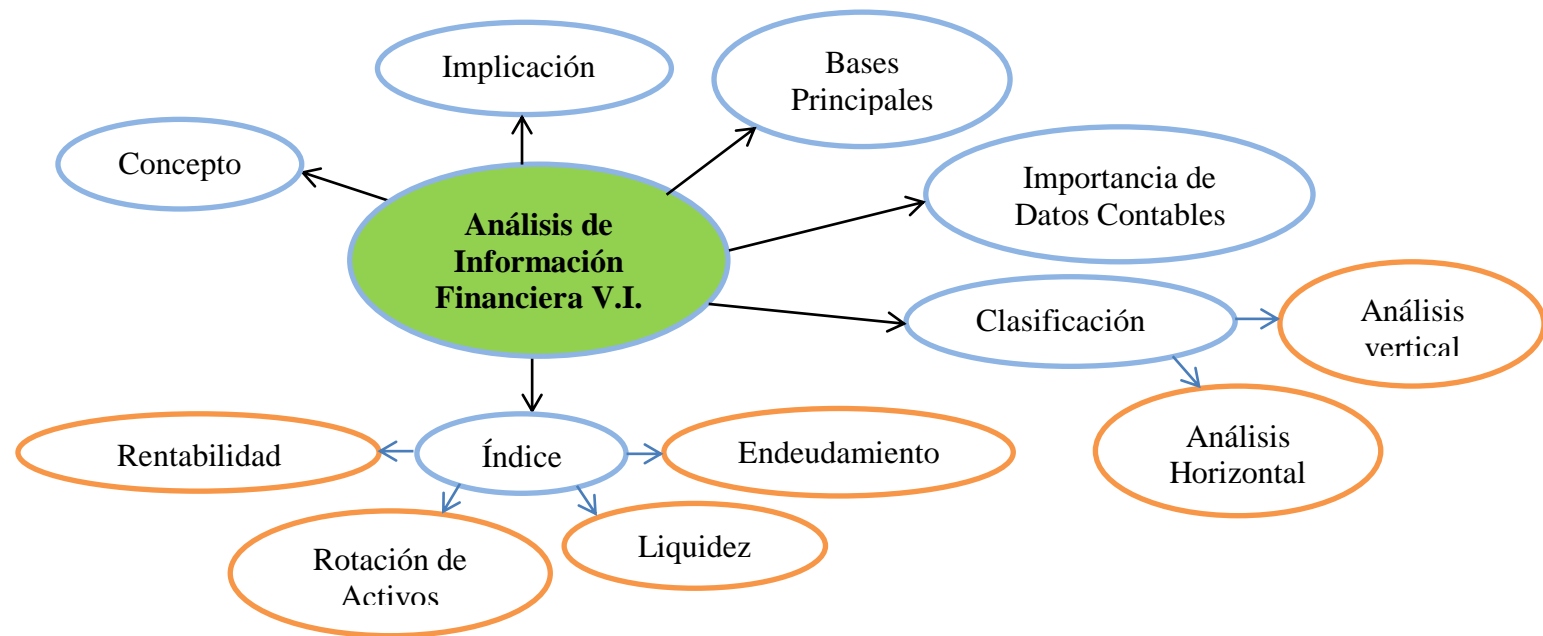 Implicación
Bases
Principales
Concepto
Importancia de
Datos Contables
Análisis de
Información
Financiera V.I.
Clasificación
Análisis
vertical
Análisis
Horizontal
Índice
Rentabilidad
Endeudamiento
Rotación de
Activos
Liquidez